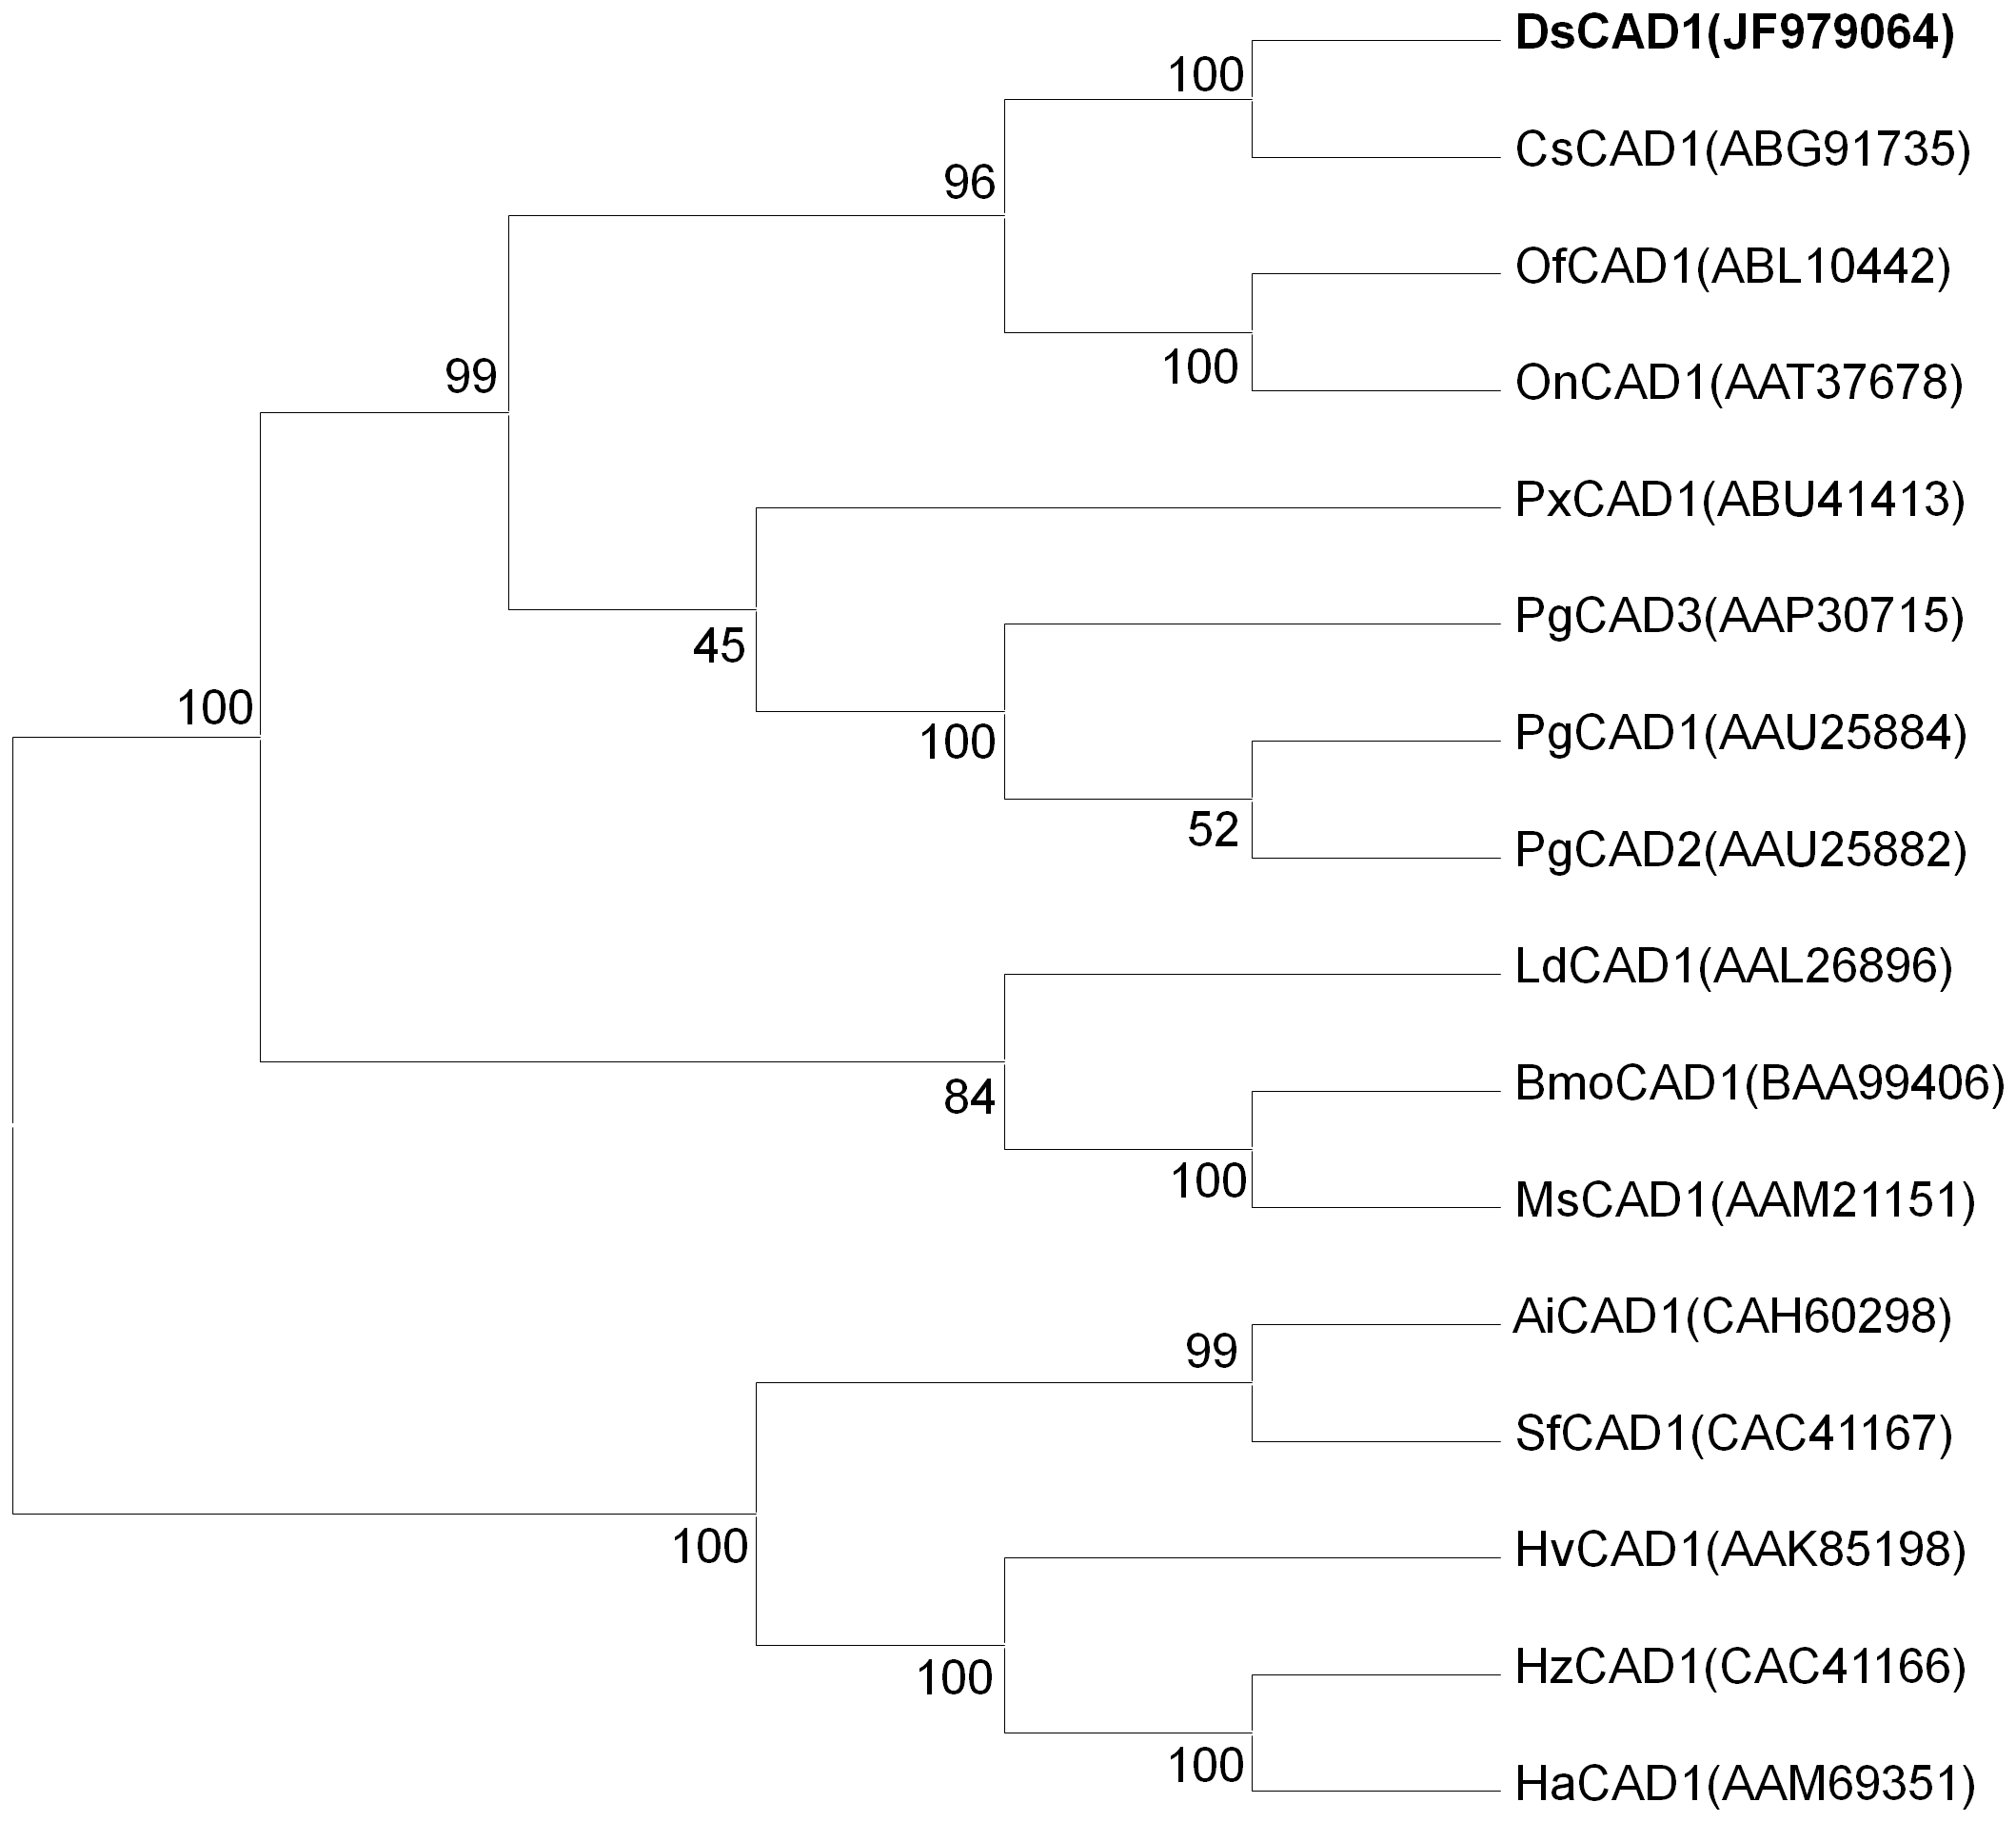 DsCAD1(JF979064)
100
CsCAD1(ABG91735)
96
OfCAD1(ABL10442)
100
OnCAD1(AAT37678)
99
PxCAD1(ABU41413)
PgCAD3(AAP30715)
45
100
PgCAD1(AAU25884)
100
52
PgCAD2(AAU25882)
LdCAD1(AAL26896)
BmoCAD1(BAA99406)
84
100
MsCAD1(AAM21151)
AiCAD1(CAH60298)
99
SfCAD1(CAC41167)
100
HvCAD1(AAK85198)
HzCAD1(CAC41166)
100
100
HaCAD1(AAM69351)